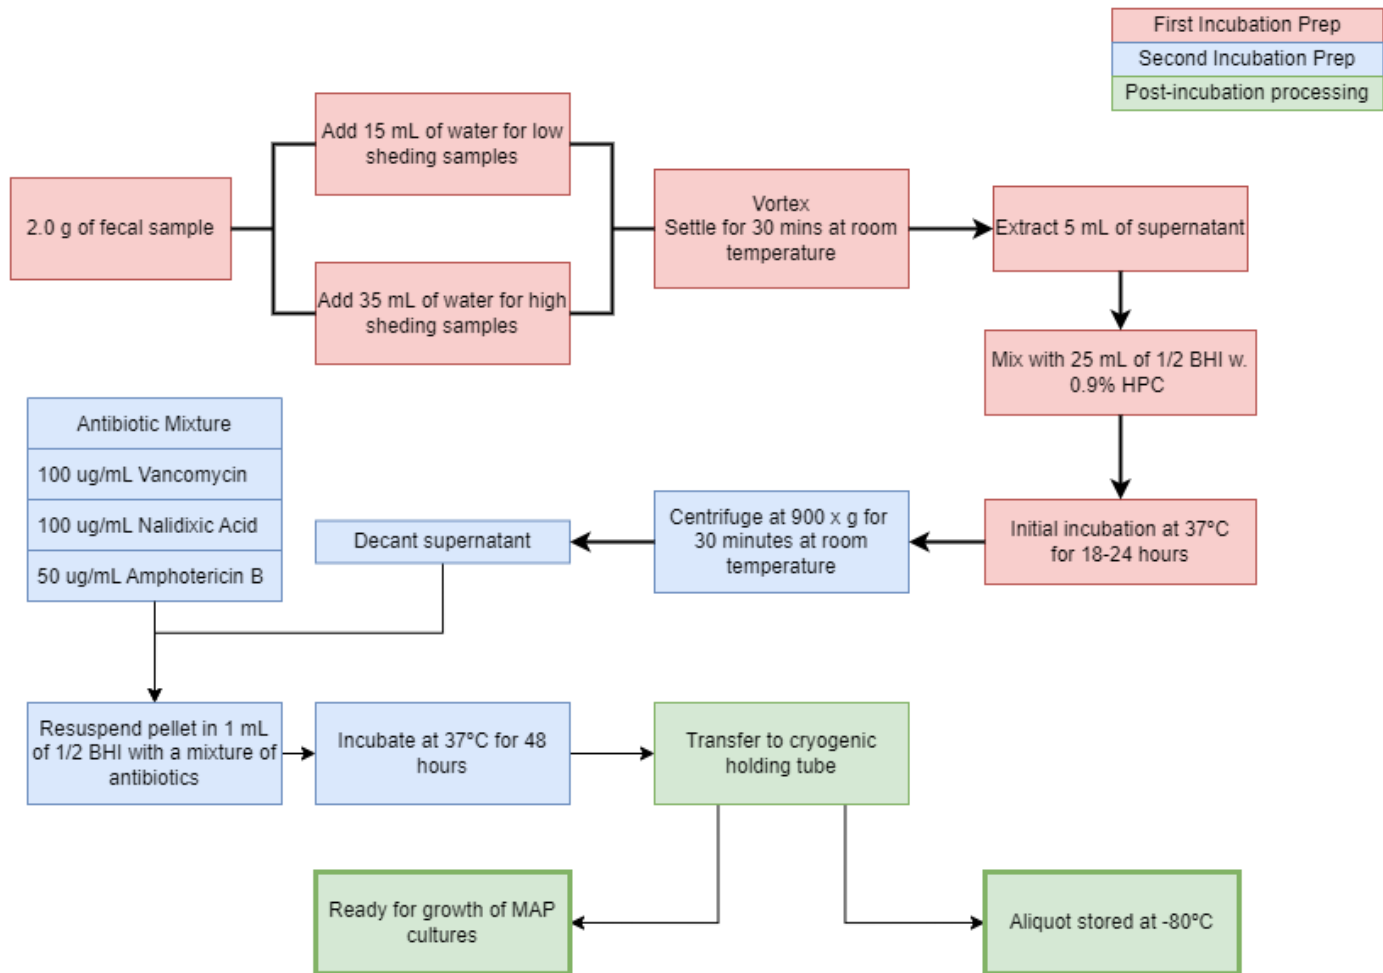 First Incubation Prep
Second Incubation Prep
Post-incubation processing
2.0 g of fecal sample
Add 15 mL of water for low
sheding samples
Add 35 mL of water for high
sheding samples
Vortex
Settle for 30 mins at room
temperature
Extract 5 mL of supernatant
Mix with 25 mL of 1/2 BHI w.
0.9% HPC
Initial incubation at 37ºC
for 18-24 hours
Centrifuge at 900 x g for
30 minutes at room
temperature
Decant supernatant
Antibiotic Mixture
100 ug/mL Vancomycin
100 ug/mL Nalidixic Acid
50 ug/mL Amphotericin B
Resuspend pellet in 1 mL
of 1/2 BHI with a mixture of
antibiotics
Incubate at 37ºC for 48
hours
Transfer to cryogenic
holding tube
Ready for growth of MAP
cultures
Aliquot stored at -80ºC